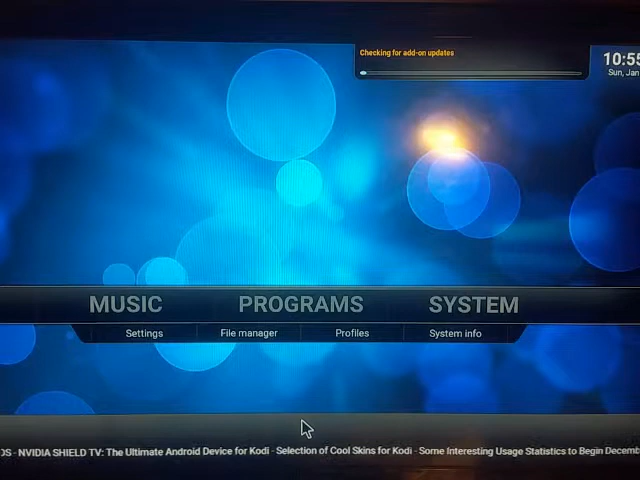 Checking for add-on updates
10:55
Sun, Jan
MUSIC PROGRAMS SYSTEM
Settings File manager Profiles System info
OS - NVIDIA SHIELD TV: The Ultimate Android Device for Kodi - Selection of Cool Skins for Kodi - Some Interesting Usage Statistics to Begin Decemb